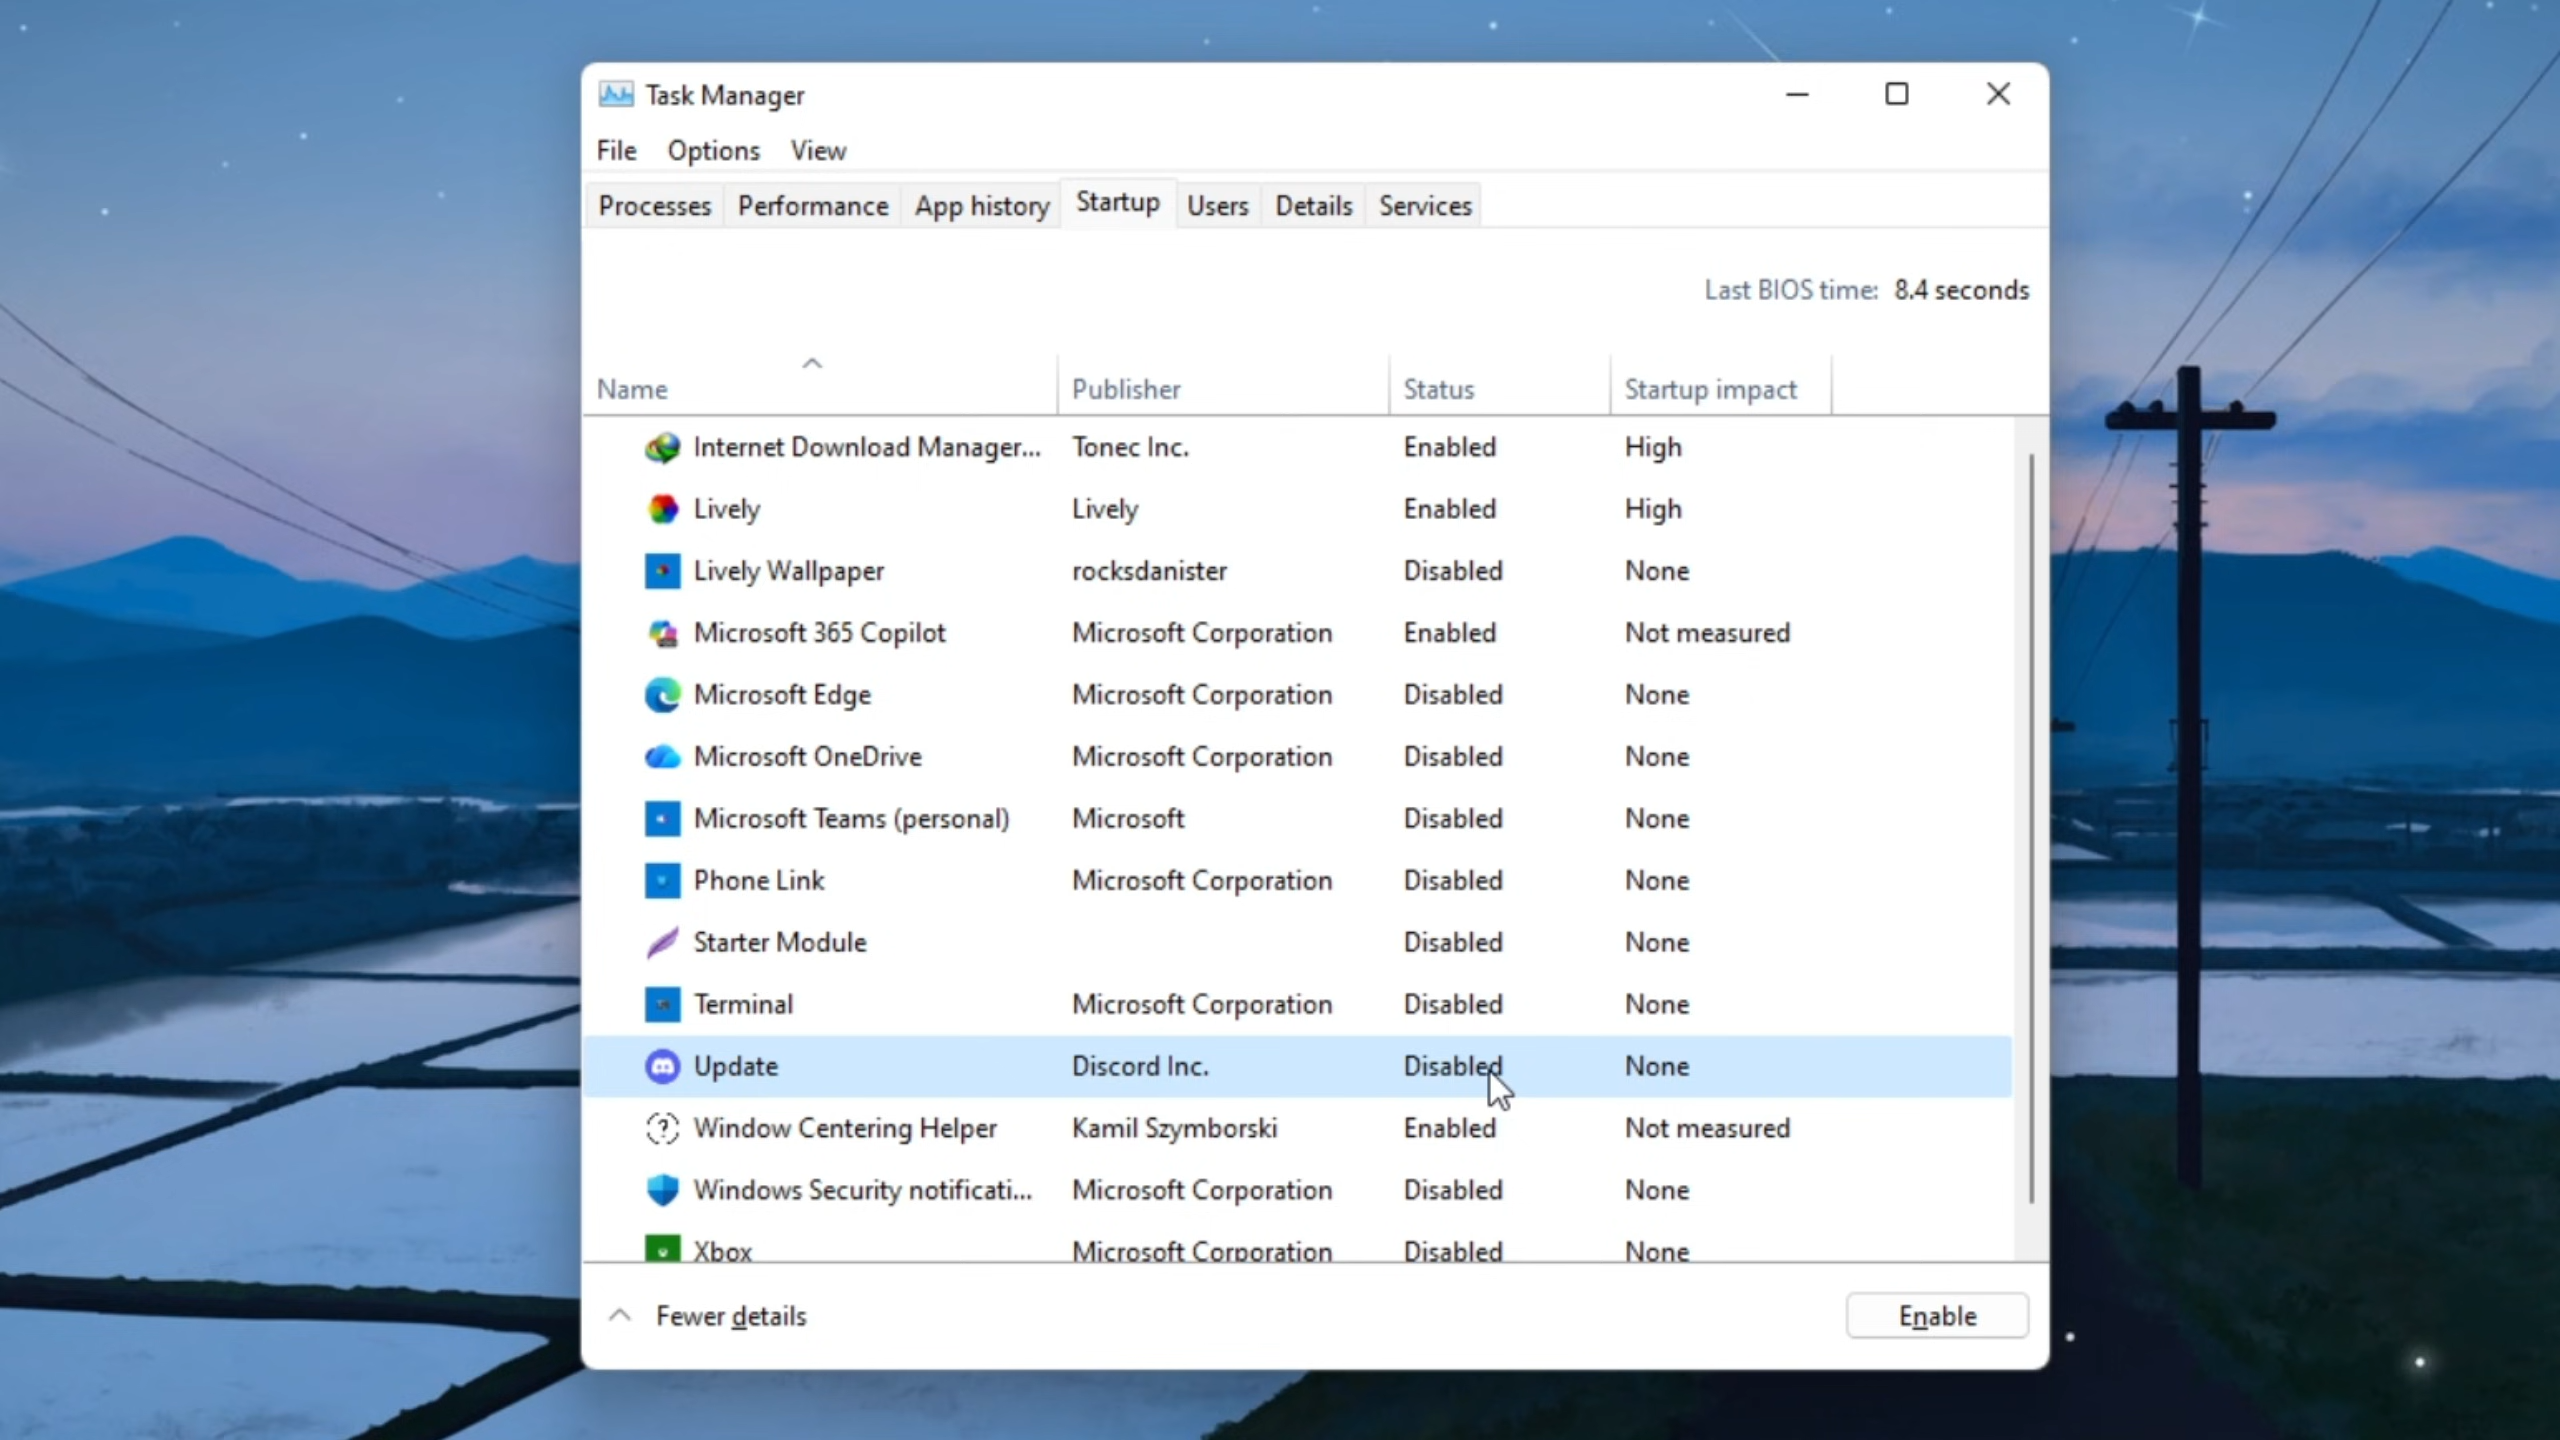 Task Manager
File Options View
Processes Performance App history Startup Users Details Services
Last BIOS time: 8.4 seconds
Name Publisher Status Startup impact
Internet Download Manager... Tonec Inc. Enabled High
Lively Lively Enabled High
Lively Wallpaper rocksdanister Disabled None
Microsoft 365 Copilot Microsoft Corporation Enabled Not measured
Microsoft Edge Microsoft Corporation Disabled None
Microsoft OneDrive Microsoft Corporation Disabled None
Microsoft Teams (personal) Microsoft Disabled None
Phone Link Microsoft Corporation Disabled None
Starter Module Disabled None
Terminal Microsoft Corporation Disabled None
Update Discord Inc. Disabled None
Window Centering Helper Kamil Szymborski Enabled Not measured
Windows Security notificati... Microsoft Corporation Disabled None
Xbox Microsoft Corporation Disabled None
Fewer details Enable